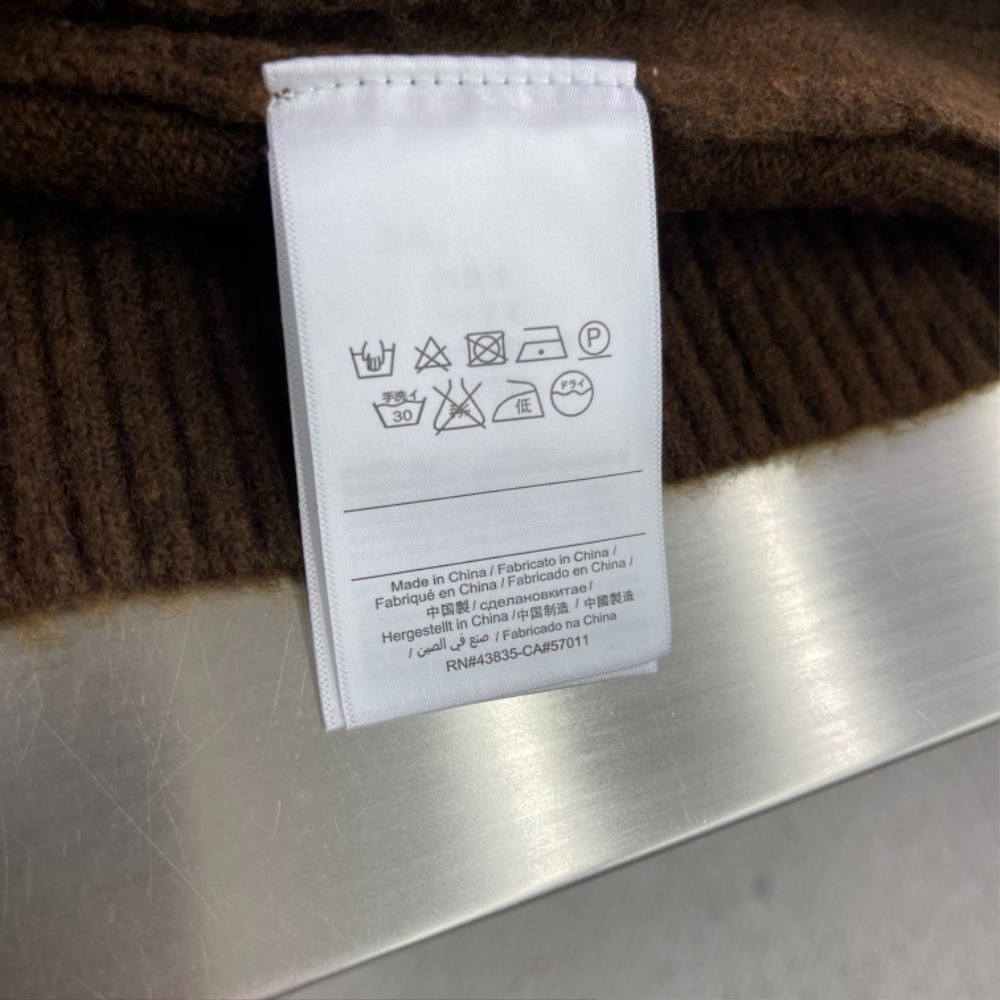 P
手洗イ 30 低 ドライ
Made in China / Fabricato in China /
Fabriqué en China / Fabricado en China /
中国製 / сделановкитае /
Hergestellt in China /中国制造 / 中國製造
/ صنع في الصين / Fabricado na China
RN#43835-CA#57011